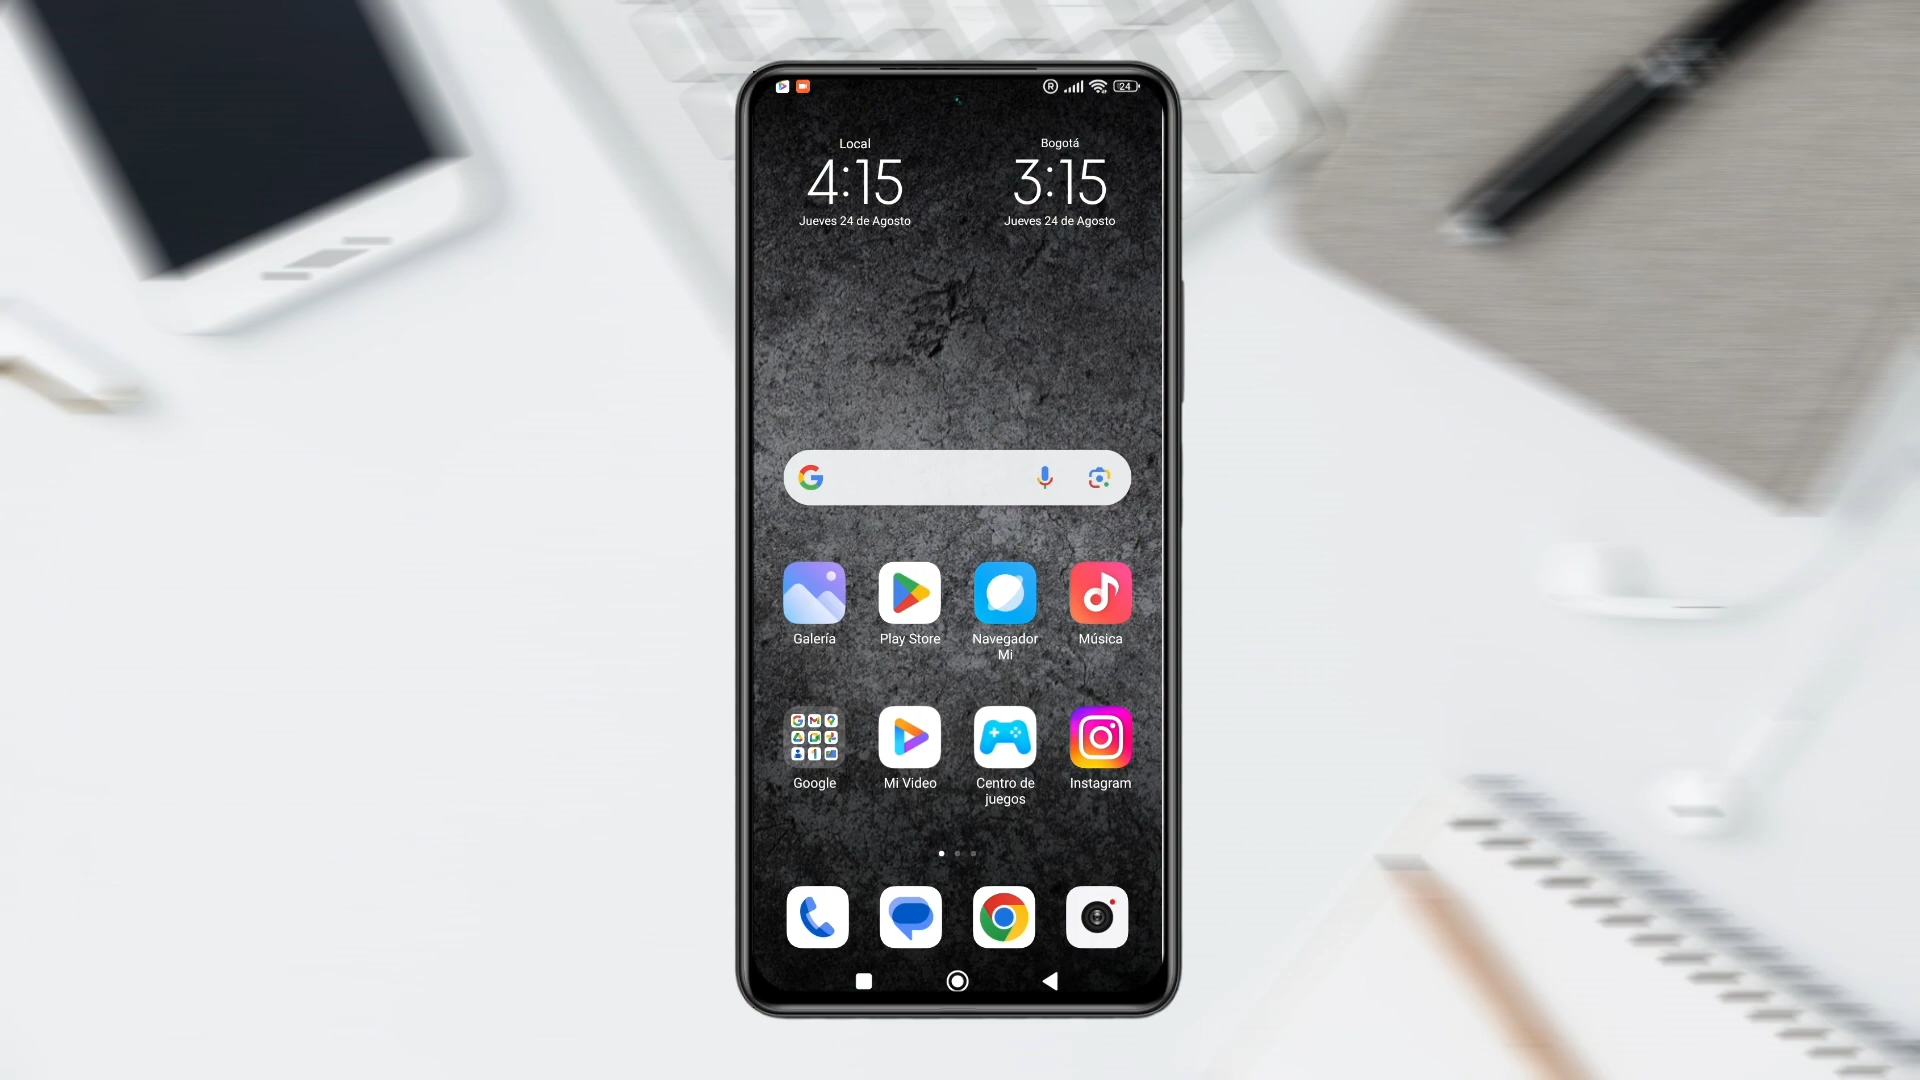 R 24
Local Bogotá
4:15 3:15
Jueves 24 de Agosto Jueves 24 de Agosto
Galería Play Store Navegador Mi Música
Google Mi Video Centro de juegos Instagram